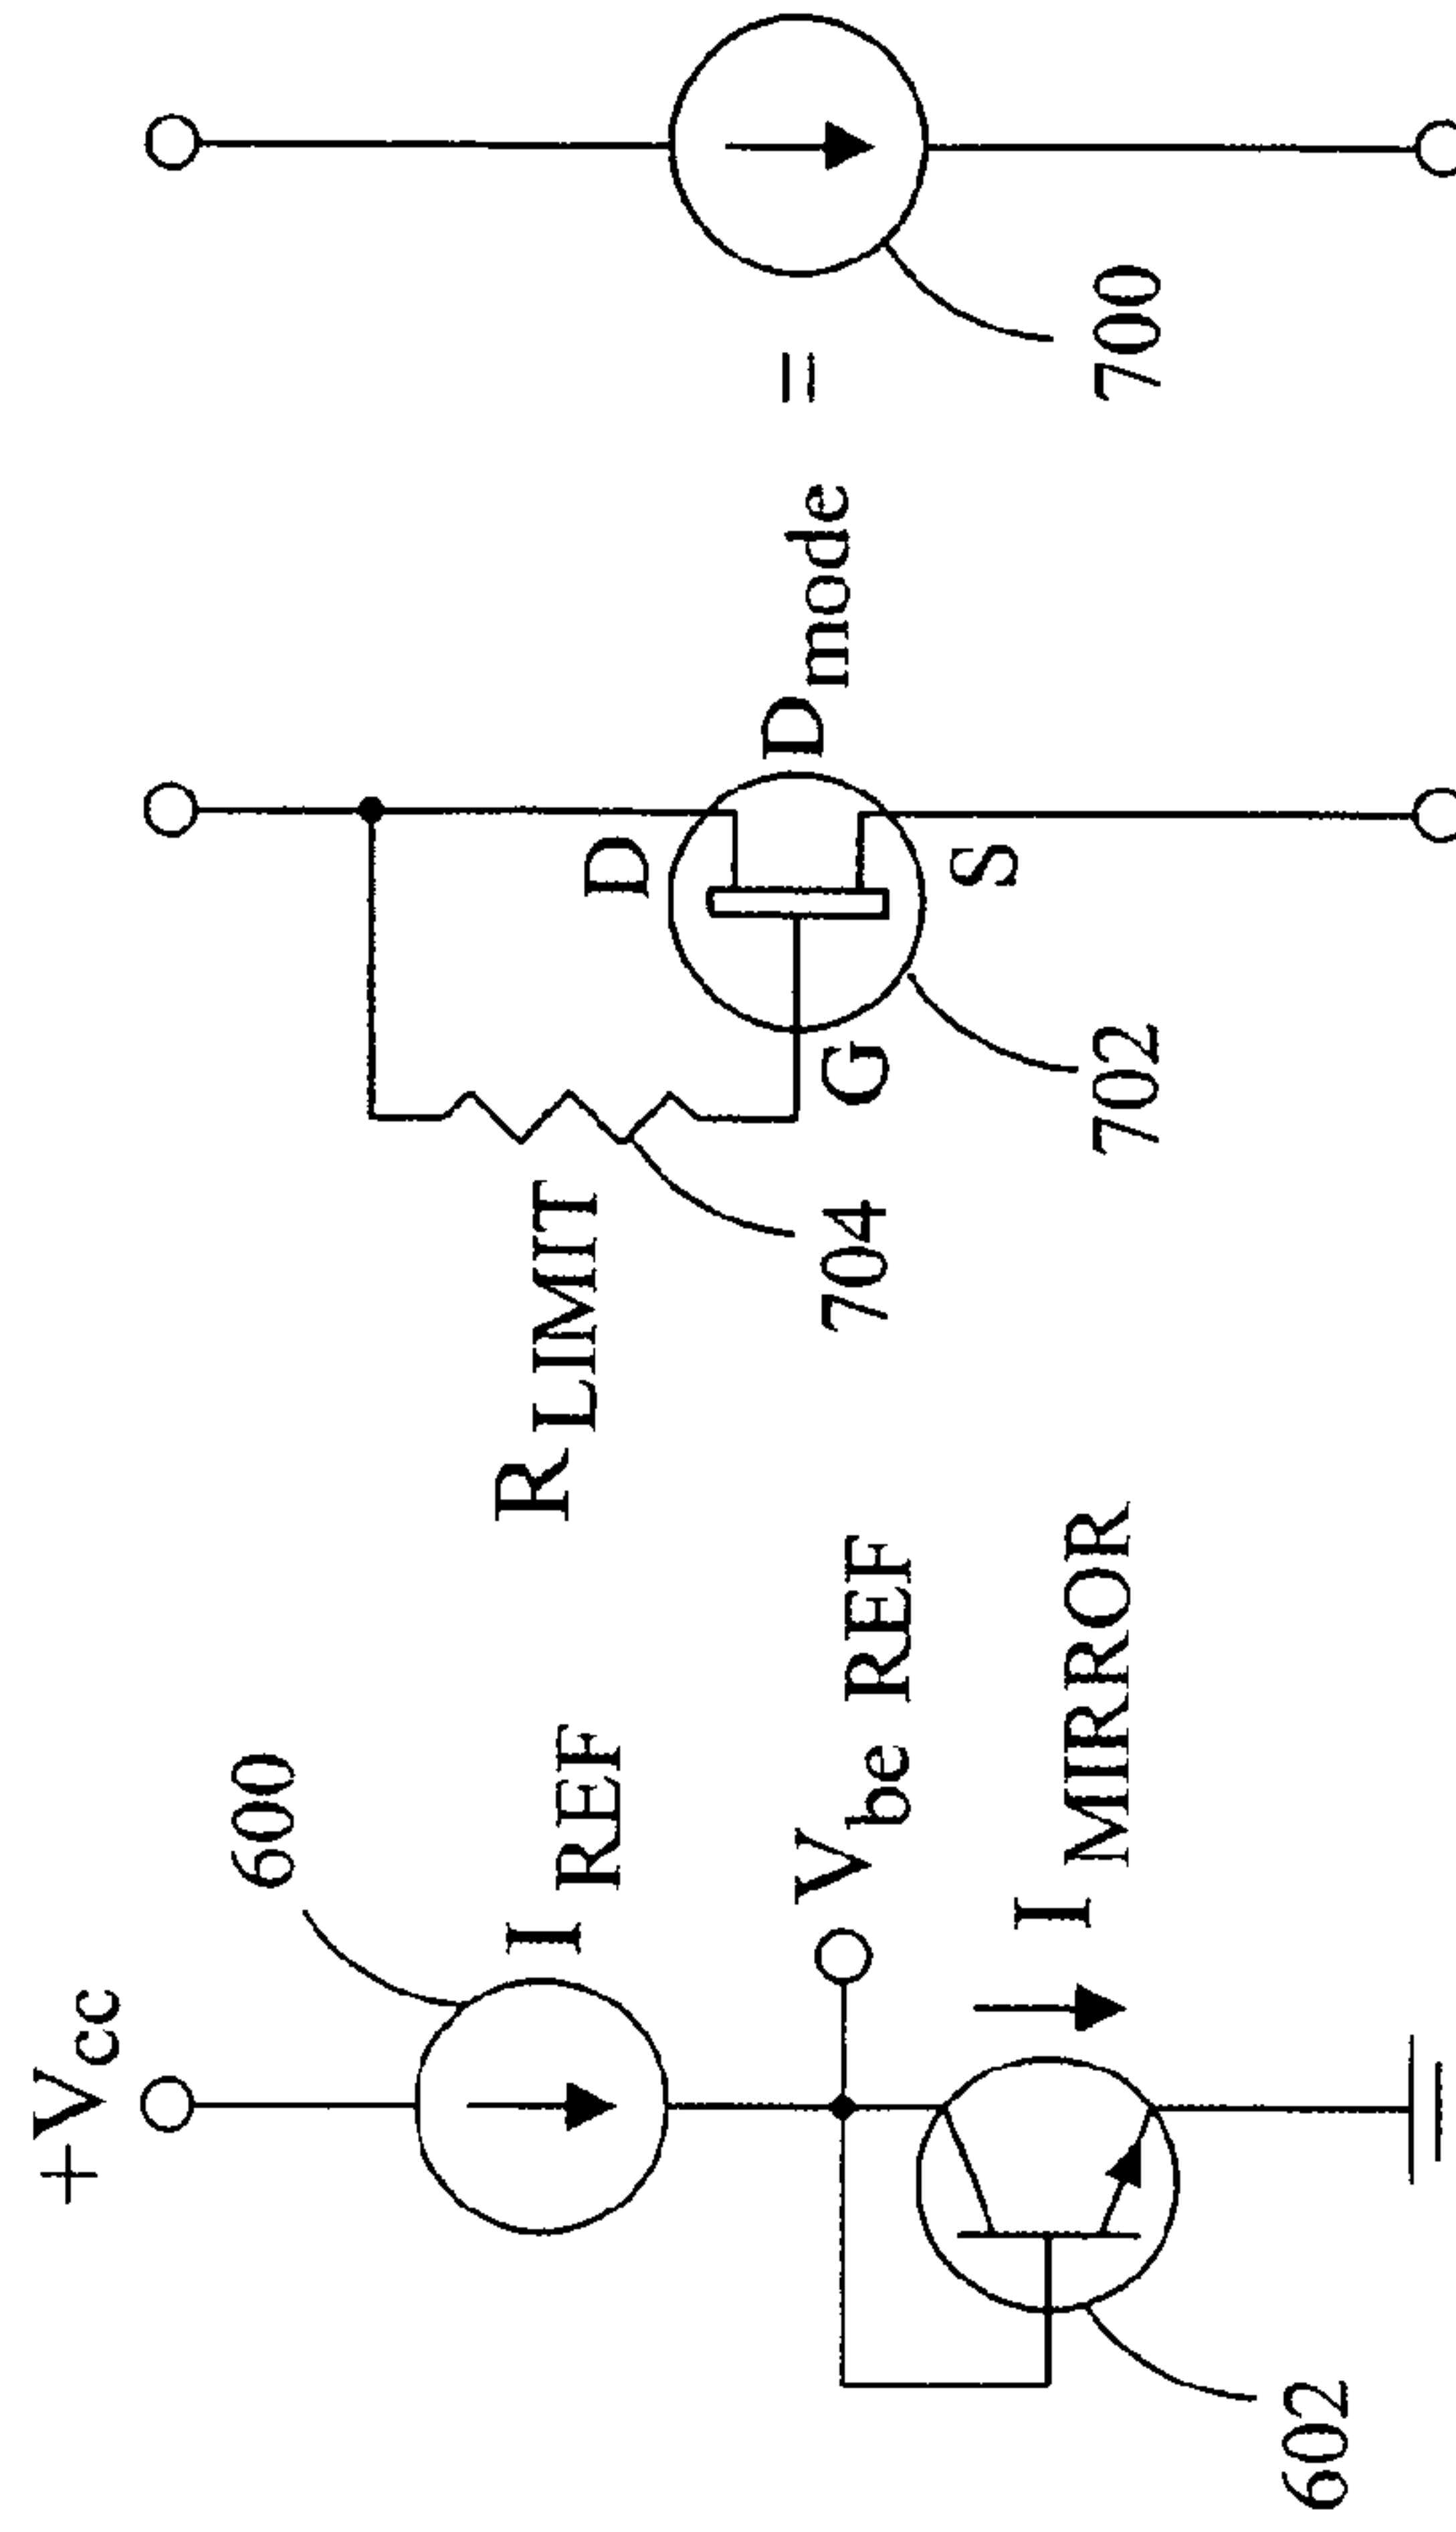 +Vcc
600
I REF
Vbe REF
I MIRROR
602
R LIMIT
704
D
G
S
Dmode
702
=
700